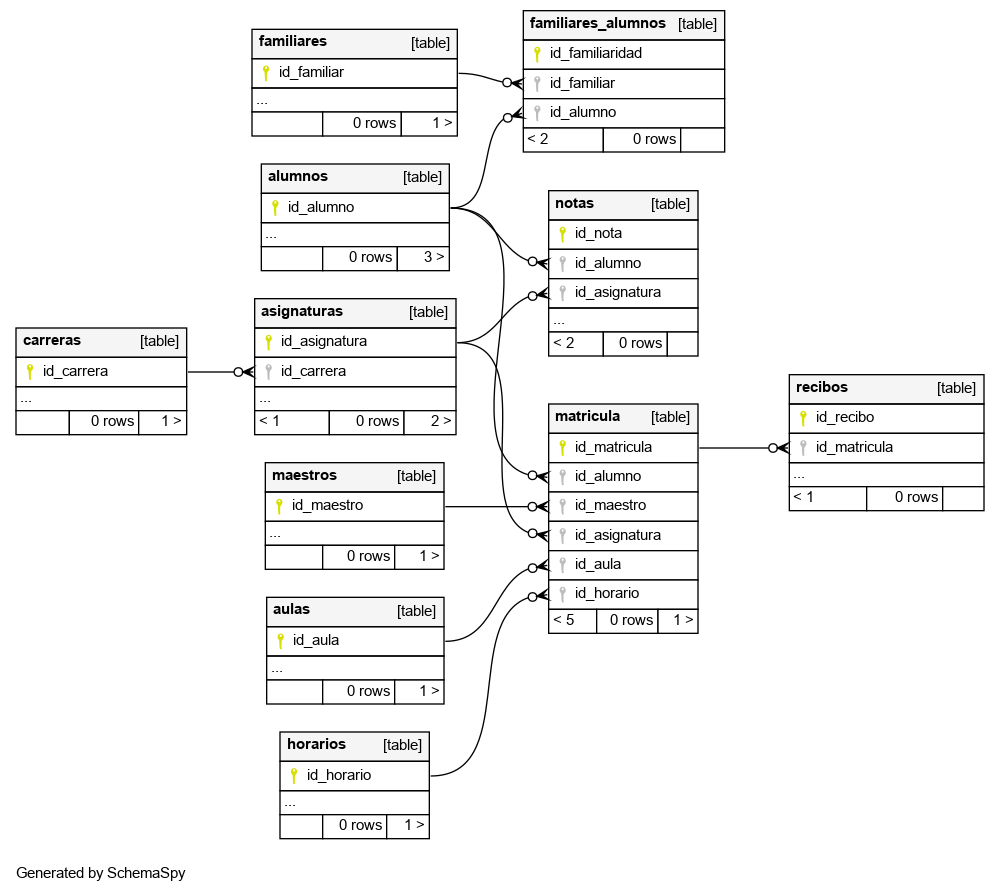 familiares [table]
id_familiar
...
0 rows 1 >
familiares_alumnos [table]
id_familiaridad
id_familiar
id_alumno
< 2 0 rows
alumnos [table]
id_alumno
...
0 rows 3 >
notas [table]
id_nota
id_alumno
id_asignatura
...
< 2 0 rows
carreras [table]
id_carrera
...
0 rows 1 >
asignaturas [table]
id_asignatura
id_carrera
...
< 1 0 rows 2 >
recibos [table]
id_recibo
id_matricula
...
< 1 0 rows
matricula [table]
id_matricula
id_alumno
id_maestro
id_asignatura
id_aula
id_horario
< 5 0 rows 1 >
maestros [table]
id_maestro
...
0 rows 1 >
aulas [table]
id_aula
...
0 rows 1 >
horarios [table]
id_horario
...
0 rows 1 >
Generated by SchemaSpy